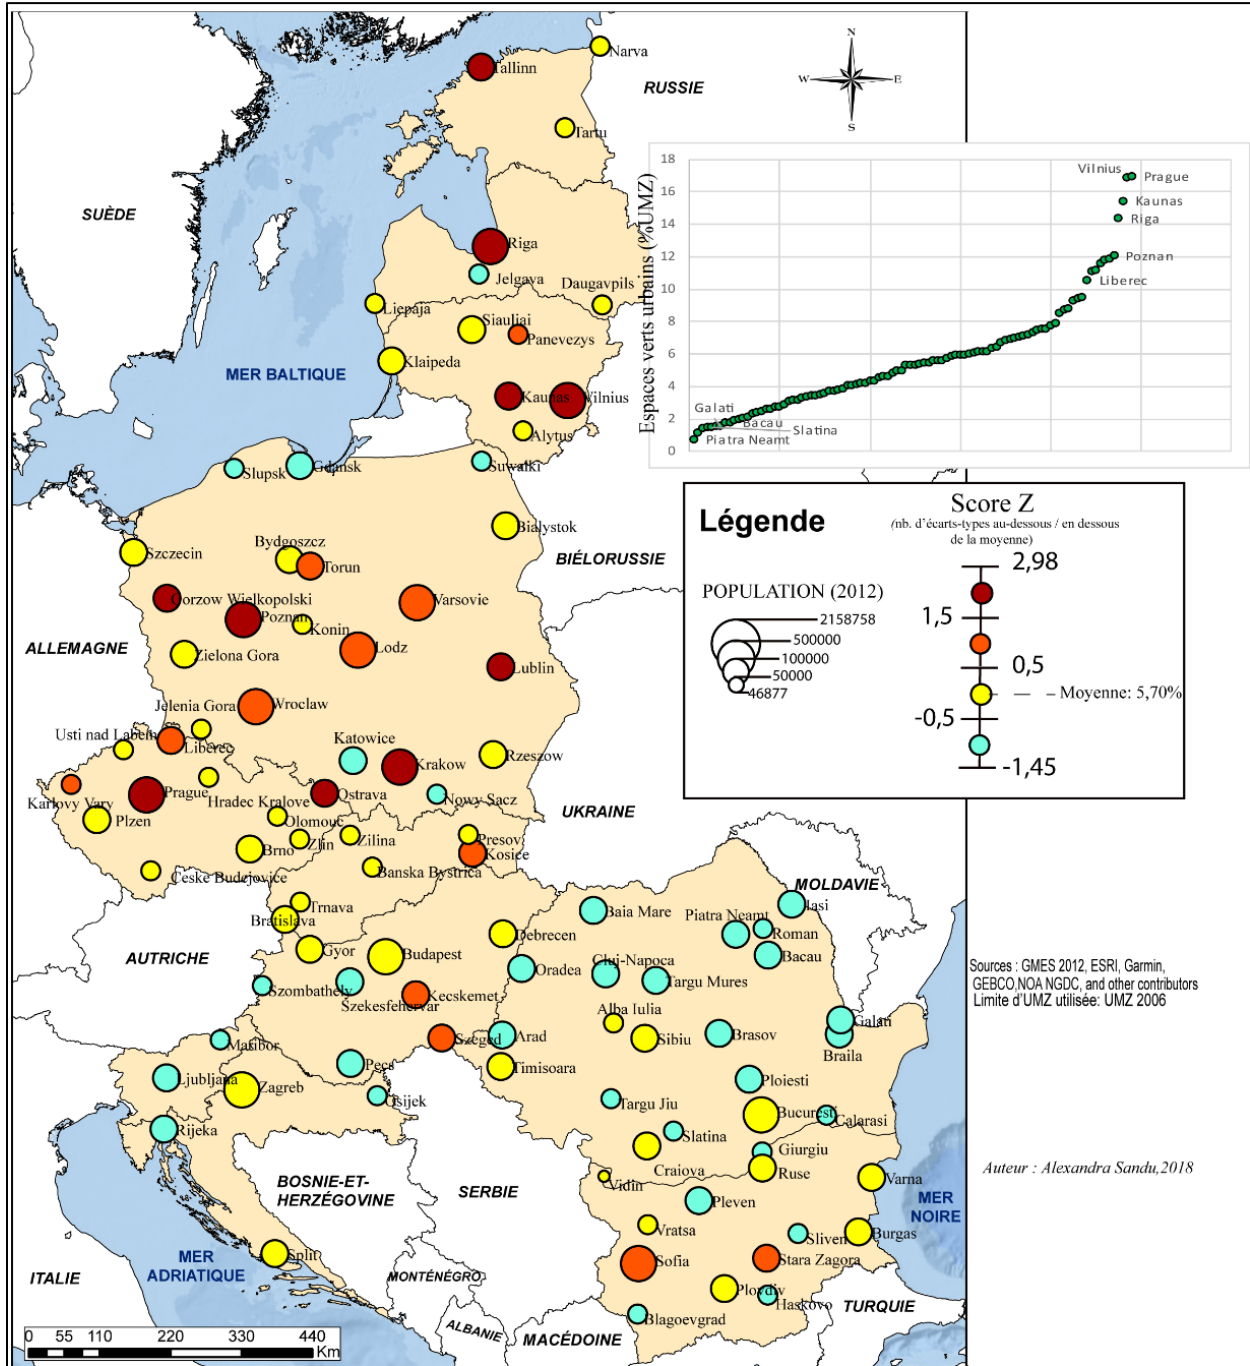 N
W E
S
Narva
Tallinn
RUSSIE
Tartu
SUÈDE
Riga
Jelgava
Daugavpils
Liepaja
Siauliai
Panevezys
Klaipeda
MER BALTIQUE
Kaunas
Vilnius
Alytus
Espaces verts urbains (%UMZ)
18
16
14
12
10
8
6
4
2
0
Vilnius
Prague
Kaunas
Riga
Poznan
Liberec
Galati
Bacau
Slatina
Piatra Neamt
Slupsk
Gdansk
Suwalki
Bialystok
Szczecin
Bydgoszcz
Torun
BIÉLORUSSIE
Gorzow Wielkopolski
Poznan
Varsovie
Konin
ALLEMAGNE
Zielona Gora
Lodz
Lublin
Jelenia Gora
Wroclaw
Usti nad Labem
Liberec
Katowice
Rzeszow
Krakow
Karlovy Vary
Prague
Hradec Kralove
Ostrava
Nowy Sacz
UKRAINE
Plzen
Olomouc
Zlin
Zilina
Presov
Brno
Kosice
Ceske Budejovice
Banska Bystrica
Légende
Score Z
(nb. d'écarts-types au-dessous / en dessous
de la moyenne)
POPULATION (2012)
2158758
500000
100000
50000
46877
2,98
1,5
0,5
Moyenne: 5,70%
-0,5
-1,45
MOLDAVIE
Trnava
Bratislava
Baia Mare
Piatra Neamt
Iasi
Roman
AUTRICHE
Gyor
Budapest
Debrecen
Cluj-Napoca
Bacau
Oradea
Targu Mures
Szombathely
Szekesfehervar
Kecskemet
Alba Iulia
Galati
Maribor
Szeged
Arad
Sibiu
Brasov
Braila
Ljubljana
Pecs
Timisoara
Ploiesti
Zagreb
Osijek
Targu Jiu
Bucuresti
Calarasi
Rijeka
Slatina
Giurgiu
Craiova
Ruse
BOSNIE-ET-
HERZÉGOVINE
SERBIE
Vidin
Varna
Pleven
MER
NOIRE
Vratsa
Sliven
Burgas
Split
MER
ADRIATIQUE
Sofia
Stara Zagora
ITALIE
MONTÉNÉGRO
Plovdiv
Haskovo
TURQUIE
Blagoevgrad
ALBANIE
MACÉDOINE
0 55 110 220 330 440
Km
Sources : GMES 2012, ESRI, Garmin,
GEBCO,NOA NGDC, and other contributors
Limite d'UMZ utilisée: UMZ 2006
Auteur : Alexandra Sandu,2018